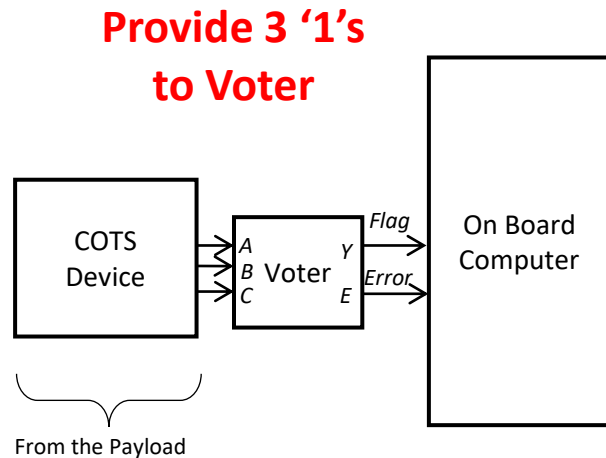 Provide 3 ‘1’s
to Voter
COTS
Device
A
B
C
Voter
Y
E
Flag
Error
On Board
Computer
From the Payload